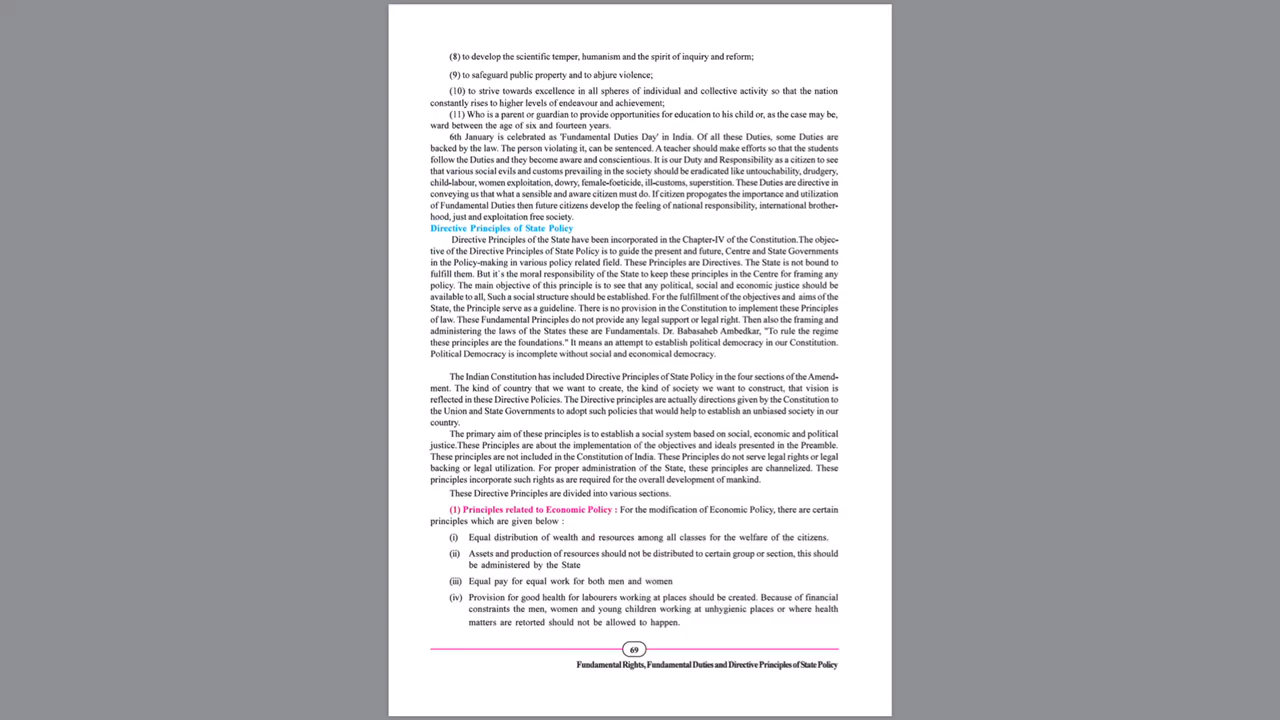 (8) to develop the scientific temper, humanism and the spirit of inquiry and reform;
(9) to safeguard public property and to abjure violence;
(10) to strive towards excellence in all spheres of individual and collective activity so that the nation
constantly rises to higher levels of endeavour and achievement;
(11) Who is a parent or guardian to provide opportunities for education to his child or, as the case may be,
ward between the age of six and fourteen years.
6th January is celebrated as 'Fundamental Duties Day' in India. Of all these Duties, some Duties are
backed by the law. The person violating it, can be sentenced. A teacher should make efforts so that the students
follow the Duties and they become aware and conscientious. It is our Duty and Responsibility as a citizen to see
that various social evils and customs prevailing in the society should be eradicated like untouchability, drudgery,
child-labour, women exploitation, dowry, female-foeticide, ill-customs, superstition. These Duties are directive in
conveying us that what a sensible and aware citizen must do. If citizen propogates the importance and utilization
of Fundamental Duties then future citizens develop the feeling of national responsibility, international brother-
hood, just and exploitation free society.
Directive Principles of State Policy
Directive Principles of the State have been incorporated in the Chapter-IV of the Constitution.The objec-
tive of the Directive Principles of State Policy is to guide the present and future, Centre and State Governments
in the Policy-making in various policy related field. These Principles are Directives. The State is not bound to
fulfill them. But it`s the moral responsibility of the State to keep these principles in the Centre for framing any
policy. The main objective of this principle is to see that any political, social and economic justice should be
available to all, Such a social structure should be established. For the fulfillment of the objectives and aims of the
State, the Principle serve as a guideline. There is no provision in the Constitution to implement these Principles
of law. These Fundamental Principles do not provide any legal support or legal right. Then also the framing and
administering the laws of the States these are Fundamentals. Dr. Babasaheb Ambedkar, "To rule the regime
these principles are the foundations." It means an attempt to establish political democracy in our Constitution.
Political Democracy is incomplete without social and economical democracy.
The Indian Constitution has included Directive Principles of State Policy in the four sections of the Amend-
ment. The kind of country that we want to create, the kind of society we want to construct, that vision is
reflected in these Directive Policies. The Directive principles are actually directions given by the Constitution to
the Union and State Governments to adopt such policies that would help to establish an unbiased society in our
country.
The primary aim of these principles is to establish a social system based on social, economic and political
justice.These Principles are about the implementation of the objectives and ideals presented in the Preamble.
These principles are not included in the Constitution of India. These Principles do not serve legal rights or legal
backing or legal utilization. For proper administration of the State, these principles are channelized. These
principles incorporate such rights as are required for the overall development of mankind.
These Directive Principles are divided into various sections.
(1) Principles related to Economic Policy : For the modification of Economic Policy, there are certain
principles which are given below :
(i) Equal distribution of wealth and resources among all classes for the welfare of the citizens.
(ii) Assets and production of resources should not be distributed to certain group or section, this should
be administered by the State
(iii) Equal pay for equal work for both men and women
(iv) Provision for good health for labourers working at places should be created. Because of financial
constraints the men, women and young children working at unhygienic places or where health
matters are retorted should not be allowed to happen.
69
Fundamental Rights, Fundamental Duties and Directive Principles of State Policy